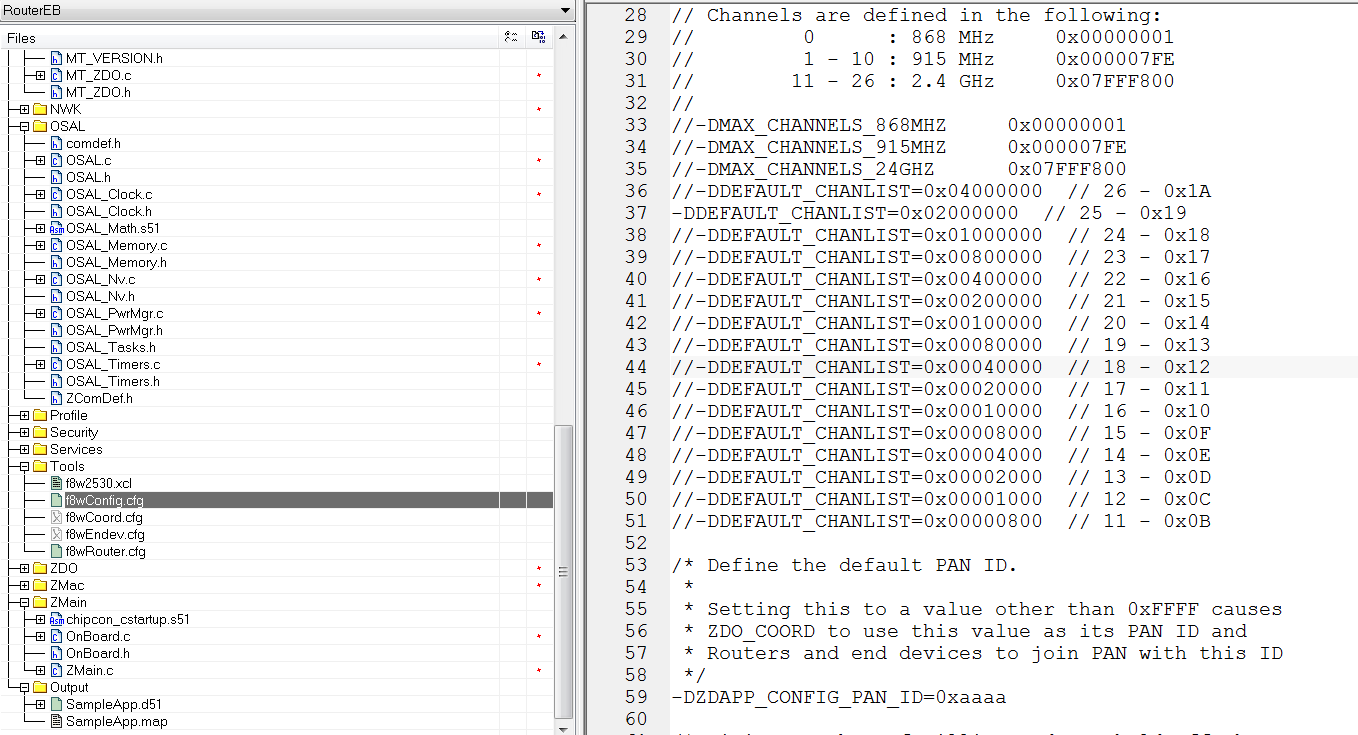 RouterEB
Files
MT_VERSION.h
MT_ZDO.c
MT_ZDO.h
NWK
OSAL
comdef.h
OSAL.c
OSAL.h
OSAL_Clock.c
OSAL_Clock.h
OSAL_Math.s51
OSAL_Memory.c
OSAL_Memory.h
OSAL_Nv.c
OSAL_Nv.h
OSAL_PwrMgr.c
OSAL_PwrMgr.h
OSAL_Tasks.h
OSAL_Timers.c
OSAL_Timers.h
ZComDef.h
Profile
Security
Services
Tools
f8w2530.xcl
f8wConfig.cfg
f8wCoord.cfg
f8wEndev.cfg
f8wRouter.cfg
ZDO
ZMac
ZMain
chipcon_cstartup.s51
OnBoard.c
OnBoard.h
ZMain.c
Output
SampleApp.d51
SampleApp.map
28 // Channels are defined in the following:
29 //         0      : 868 MHz     0x00000001
30 //         1 - 10 : 915 MHz     0x000007FE
31 //        11 - 26 : 2.4 GHz     0x07FFF800
32 //
33 //-DMAX_CHANNELS_868MHZ     0x00000001
34 //-DMAX_CHANNELS_915MHZ     0x000007FE
35 //-DMAX_CHANNELS_24GHZ      0x07FFF800
36 //-DDEFAULT_CHANLIST=0x04000000  // 26 - 0x1A
37 -DDEFAULT_CHANLIST=0x02000000  // 25 - 0x19
38 //-DDEFAULT_CHANLIST=0x01000000  // 24 - 0x18
39 //-DDEFAULT_CHANLIST=0x00800000  // 23 - 0x17
40 //-DDEFAULT_CHANLIST=0x00400000  // 22 - 0x16
41 //-DDEFAULT_CHANLIST=0x00200000  // 21 - 0x15
42 //-DDEFAULT_CHANLIST=0x00100000  // 20 - 0x14
43 //-DDEFAULT_CHANLIST=0x00080000  // 19 - 0x13
44 //-DDEFAULT_CHANLIST=0x00040000  // 18 - 0x12
45 //-DDEFAULT_CHANLIST=0x00020000  // 17 - 0x11
46 //-DDEFAULT_CHANLIST=0x00010000  // 16 - 0x10
47 //-DDEFAULT_CHANLIST=0x00008000  // 15 - 0x0F
48 //-DDEFAULT_CHANLIST=0x00004000  // 14 - 0x0E
49 //-DDEFAULT_CHANLIST=0x00002000  // 13 - 0x0D
50 //-DDEFAULT_CHANLIST=0x00001000  // 12 - 0x0C
51 //-DDEFAULT_CHANLIST=0x00000800  // 11 - 0x0B
52
53 /* Define the default PAN ID.
54  *
55  * Setting this to a value other than 0xFFFF causes
56  * ZDO_COORD to use this value as its PAN ID and
57  * Routers and end devices to join PAN with this ID
58  */
59 -DZDAPP_CONFIG_PAN_ID=0xaaaa
60